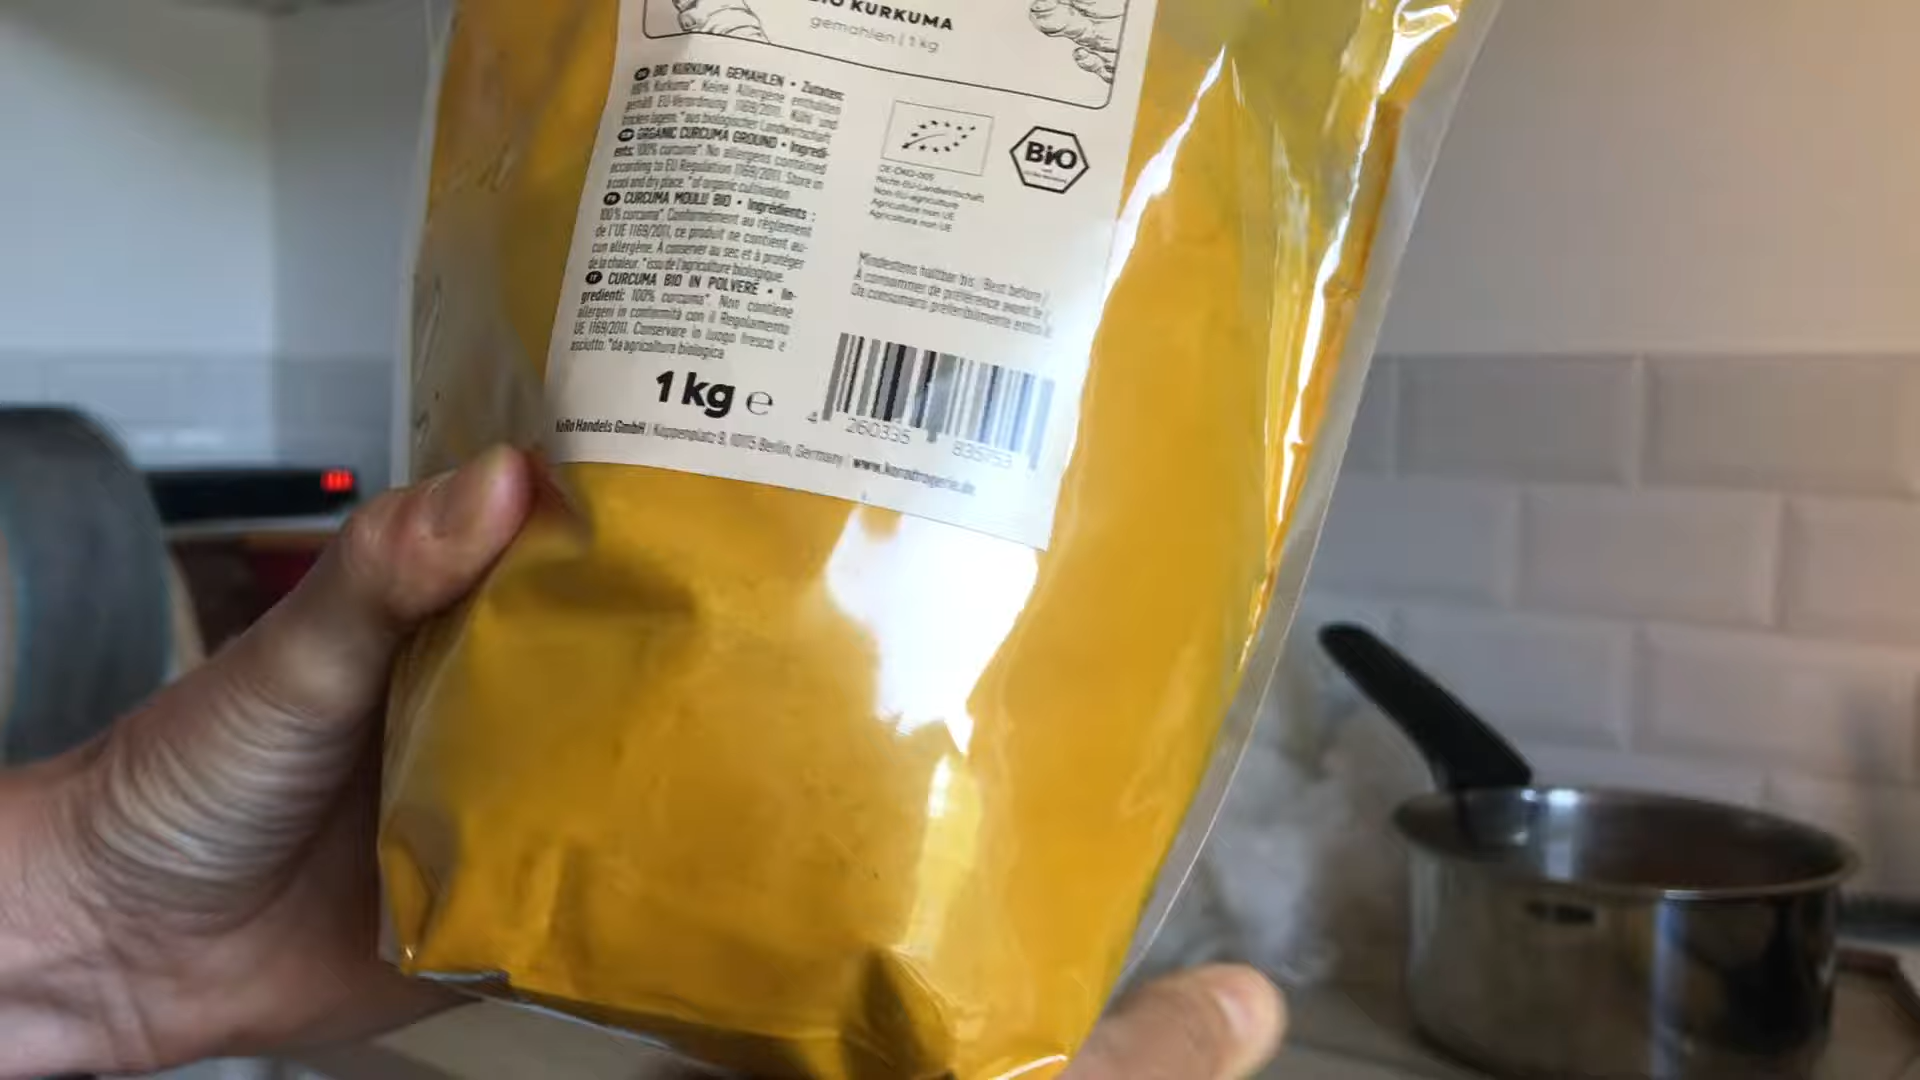 BIO KURKUMA
gemahlen | 1 kg
BIO KURKUMA GEMAHLEN • Zutaten:
100% Kurkuma*. Keine Allergene enthalten
gemäß EU-Verordnung 1169/2011. Kühl und
trocken lagern. *aus biologischer Landwirtschaft
ORGANIC CURCUMA GROUND • Ingredi-
ents: 100% curcuma*. No allergens contained
according to EU Regulation 1169/2011. Store in
a cool and dry place. *of organic cultivation
FR CURCUMA MOULU BIO • Ingrédients :
100% curcuma*. Conformément au règlement
de l'UE 1169/2011, ce produit ne contient au-
cun allergène. A conserver au sec et à protéger
de la chaleur. *issu de l'agriculture biologique.
IT CURCUMA BIO IN POLVERE • In-
gredienti: 100% curcuma*. Non contiene
allergeni in conformità con il Regolamento
UE 1169/2011. Conservare in luogo fresco e
asciutto. *da agricoltura biologica
1 kg e
KoRo Handels GmbH | Koppenplatz 9, 10115 Berlin, Germany | www.korodrogerie.de
Bio
DE-ÖKO-005
Nicht-EU-Landwirtschaft
Non-EU-agriculture
Agriculture non UE
Agricoltura non UE
Mindestens haltbar bis / Best before /
À consommer de préférence avant le /
Da consumarsi preferibilmente entro il:
4 260335